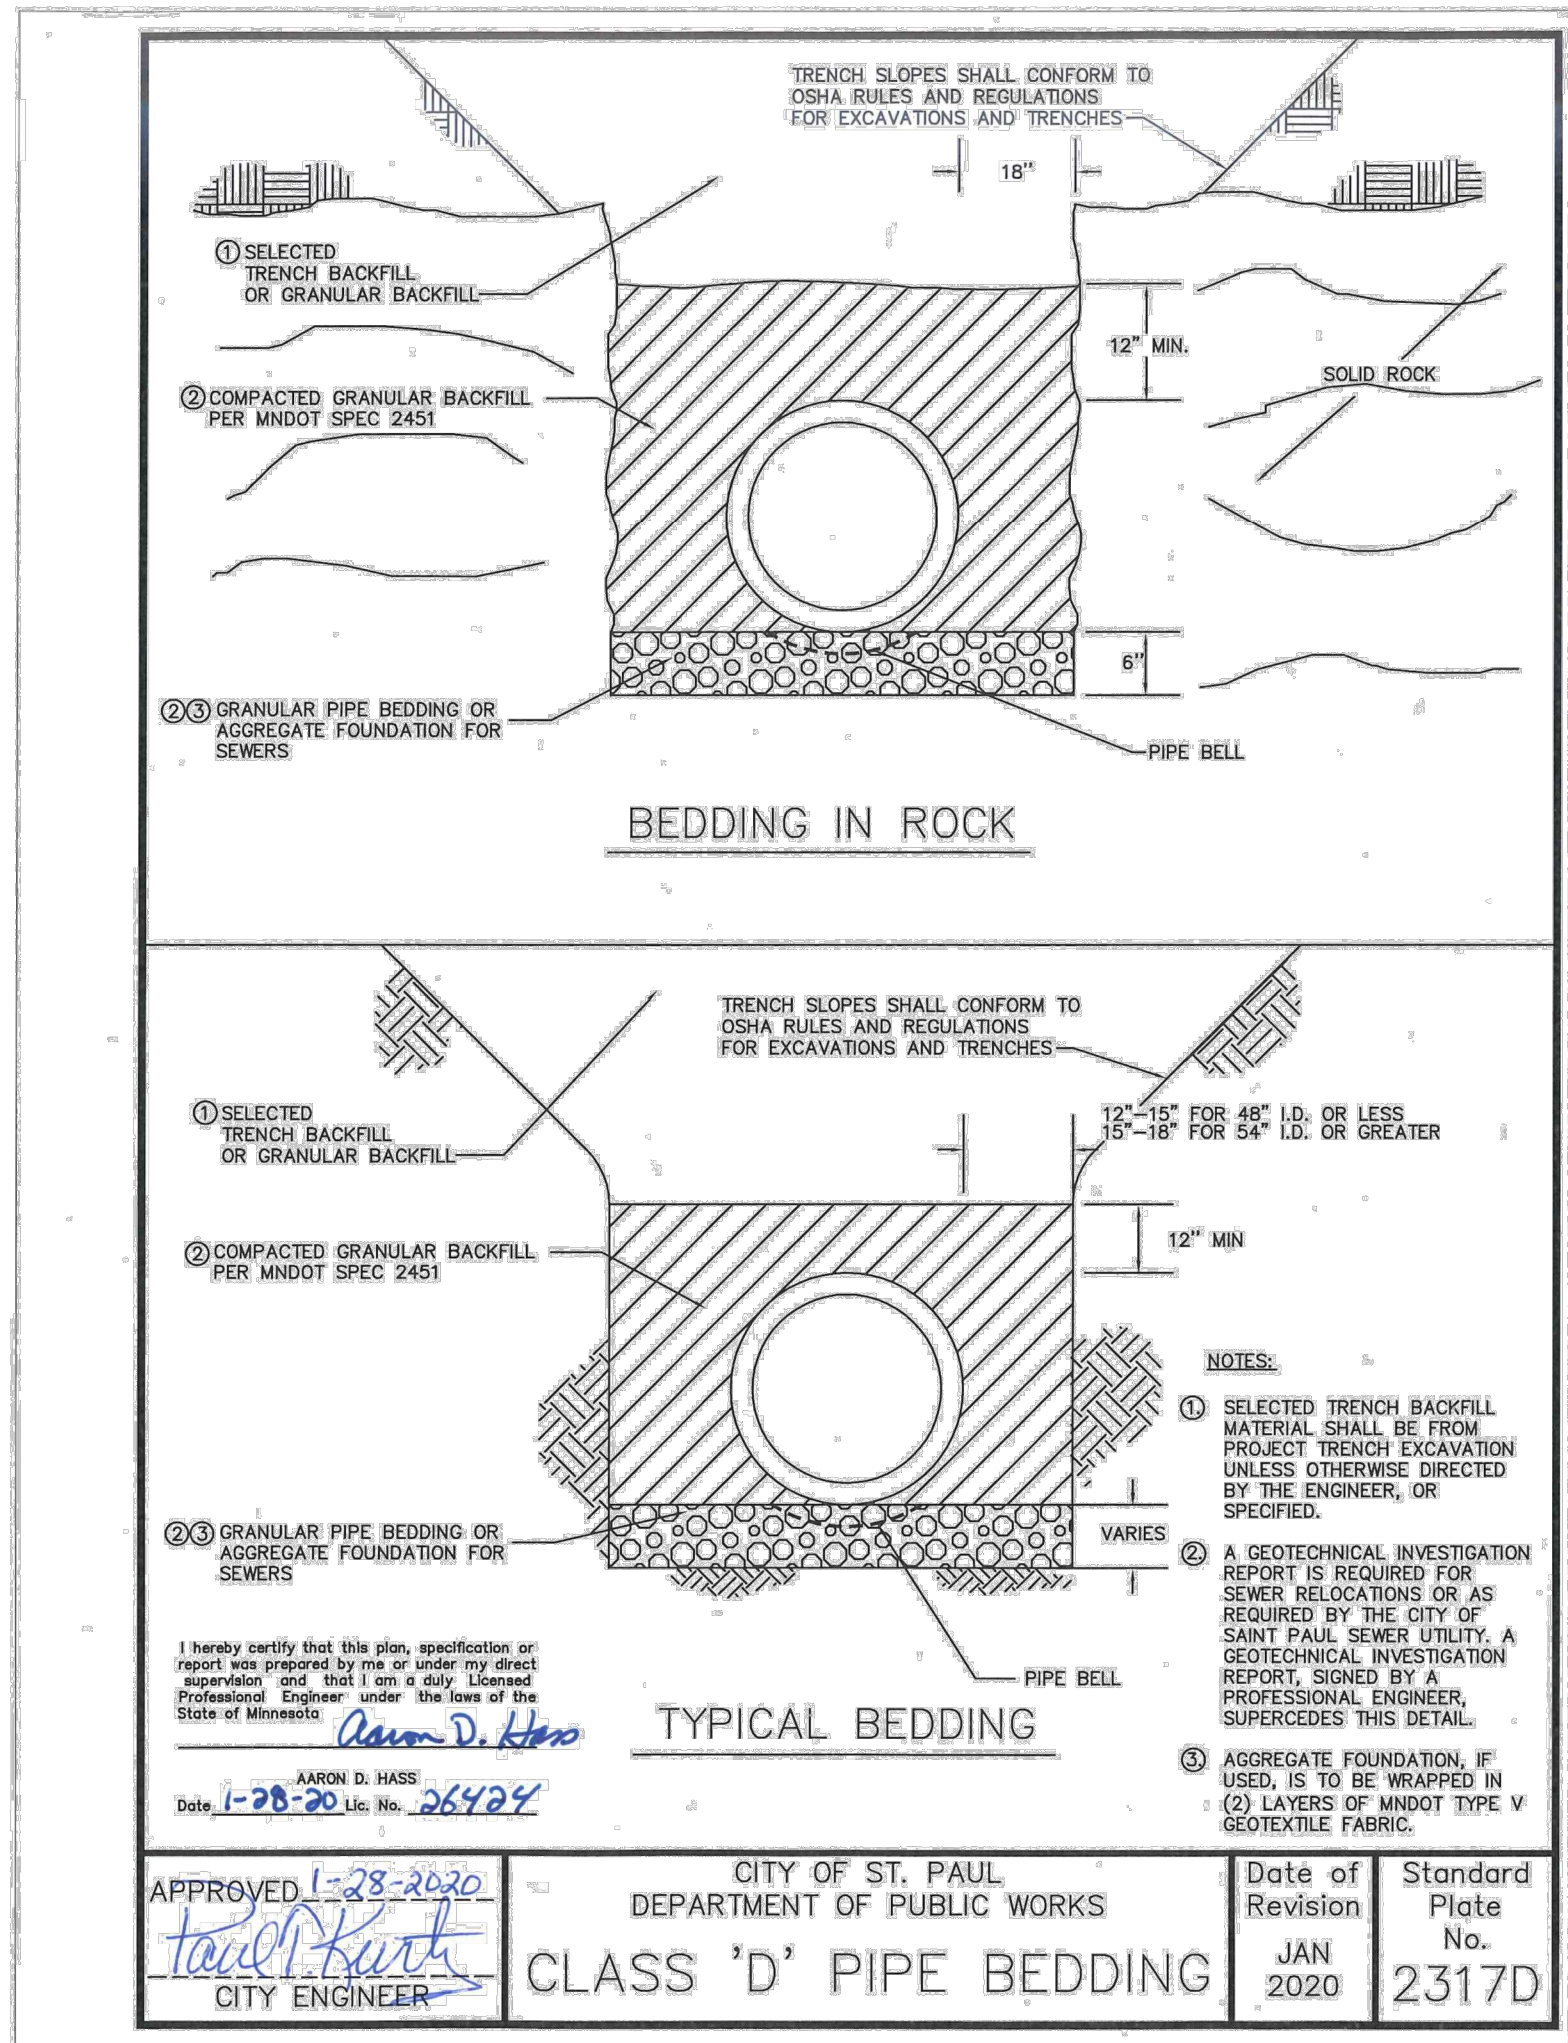 TRENCH SLOPES SHALL CONFORM TO
OSHA RULES AND REGULATIONS
FOR EXCAVATIONS AND TRENCHES
18"
① SELECTED
TRENCH BACKFILL
OR GRANULAR BACKFILL
12" MIN.
SOLID ROCK
② COMPACTED GRANULAR BACKFILL
PER MNDOT SPEC 2451
6"
②③ GRANULAR PIPE BEDDING OR
AGGREGATE FOUNDATION FOR
SEWERS
PIPE BELL
BEDDING IN ROCK
TRENCH SLOPES SHALL CONFORM TO
OSHA RULES AND REGULATIONS
FOR EXCAVATIONS AND TRENCHES
① SELECTED
TRENCH BACKFILL
OR GRANULAR BACKFILL
12"-15" FOR 48" I.D. OR LESS
15"-18" FOR 54" I.D. OR GREATER
② COMPACTED GRANULAR BACKFILL
PER MNDOT SPEC 2451
12" MIN
②③ GRANULAR PIPE BEDDING OR
AGGREGATE FOUNDATION FOR
SEWERS
VARIES
PIPE BELL
TYPICAL BEDDING
NOTES:
①. SELECTED TRENCH BACKFILL
MATERIAL SHALL BE FROM
PROJECT TRENCH EXCAVATION
UNLESS OTHERWISE DIRECTED
BY THE ENGINEER, OR
SPECIFIED.
②. A GEOTECHNICAL INVESTIGATION
REPORT IS REQUIRED FOR
SEWER RELOCATIONS OR AS
REQUIRED BY THE CITY OF
SAINT PAUL SEWER UTILITY. A
GEOTECHNICAL INVESTIGATION
REPORT, SIGNED BY A
PROFESSIONAL ENGINEER,
SUPERCEDES THIS DETAIL.
③. AGGREGATE FOUNDATION, IF
USED, IS TO BE WRAPPED IN
(2) LAYERS OF MNDOT TYPE V
GEOTEXTILE FABRIC.
I hereby certify that this plan, specification or
report was prepared by me or under my direct
supervision and that I am a duly Licensed
Professional Engineer under the laws of the
State of Minnesota
Aaron D. Hass
AARON D. HASS
Date 1-28-20 Lic. No. 26424
APPROVED 1-28-2020
Paul T. Kurtz
CITY ENGINEER
CITY OF ST. PAUL
DEPARTMENT OF PUBLIC WORKS
CLASS 'D' PIPE BEDDING
Date of
Revision
JAN
2020
Standard
Plate
No.
2317D